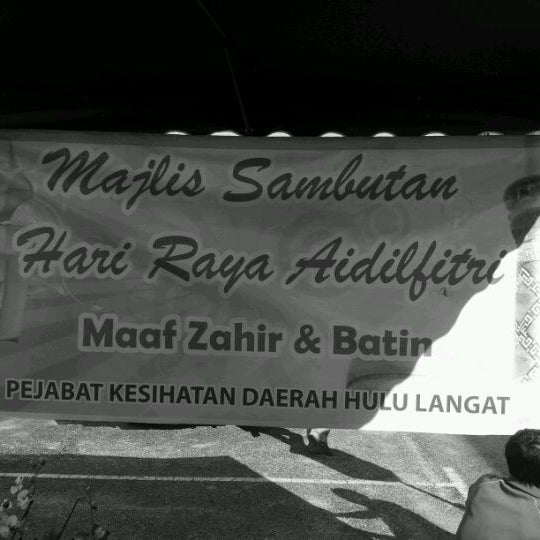 Majlis Sambutan
Hari Raya Aidilfitri
Maaf Zahir & Batin
PEJABAT KESIHATAN DAERAH HULU LANGAT